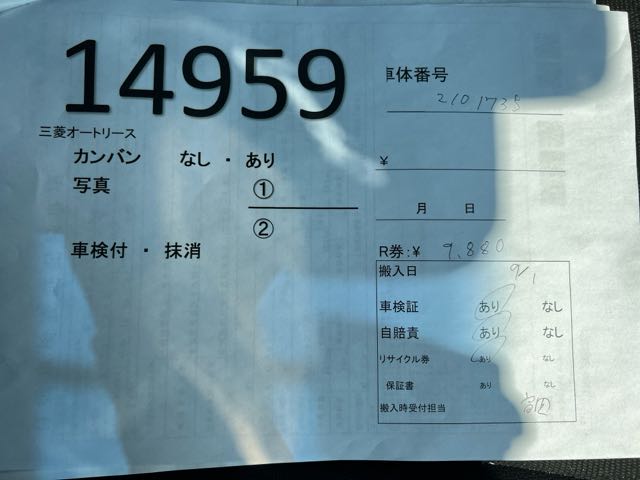 14959
三菱オートリース
カンバン なし ・ あり
写真 ①
②
車検付 ・ 抹消
車体番号
¥
月 日
R券:¥ 9,880
搬入日 9/1
車検証 あり なし
自賠責 あり なし
リサイクル券 あり なし
保証書 あり なし
搬入時受付担当